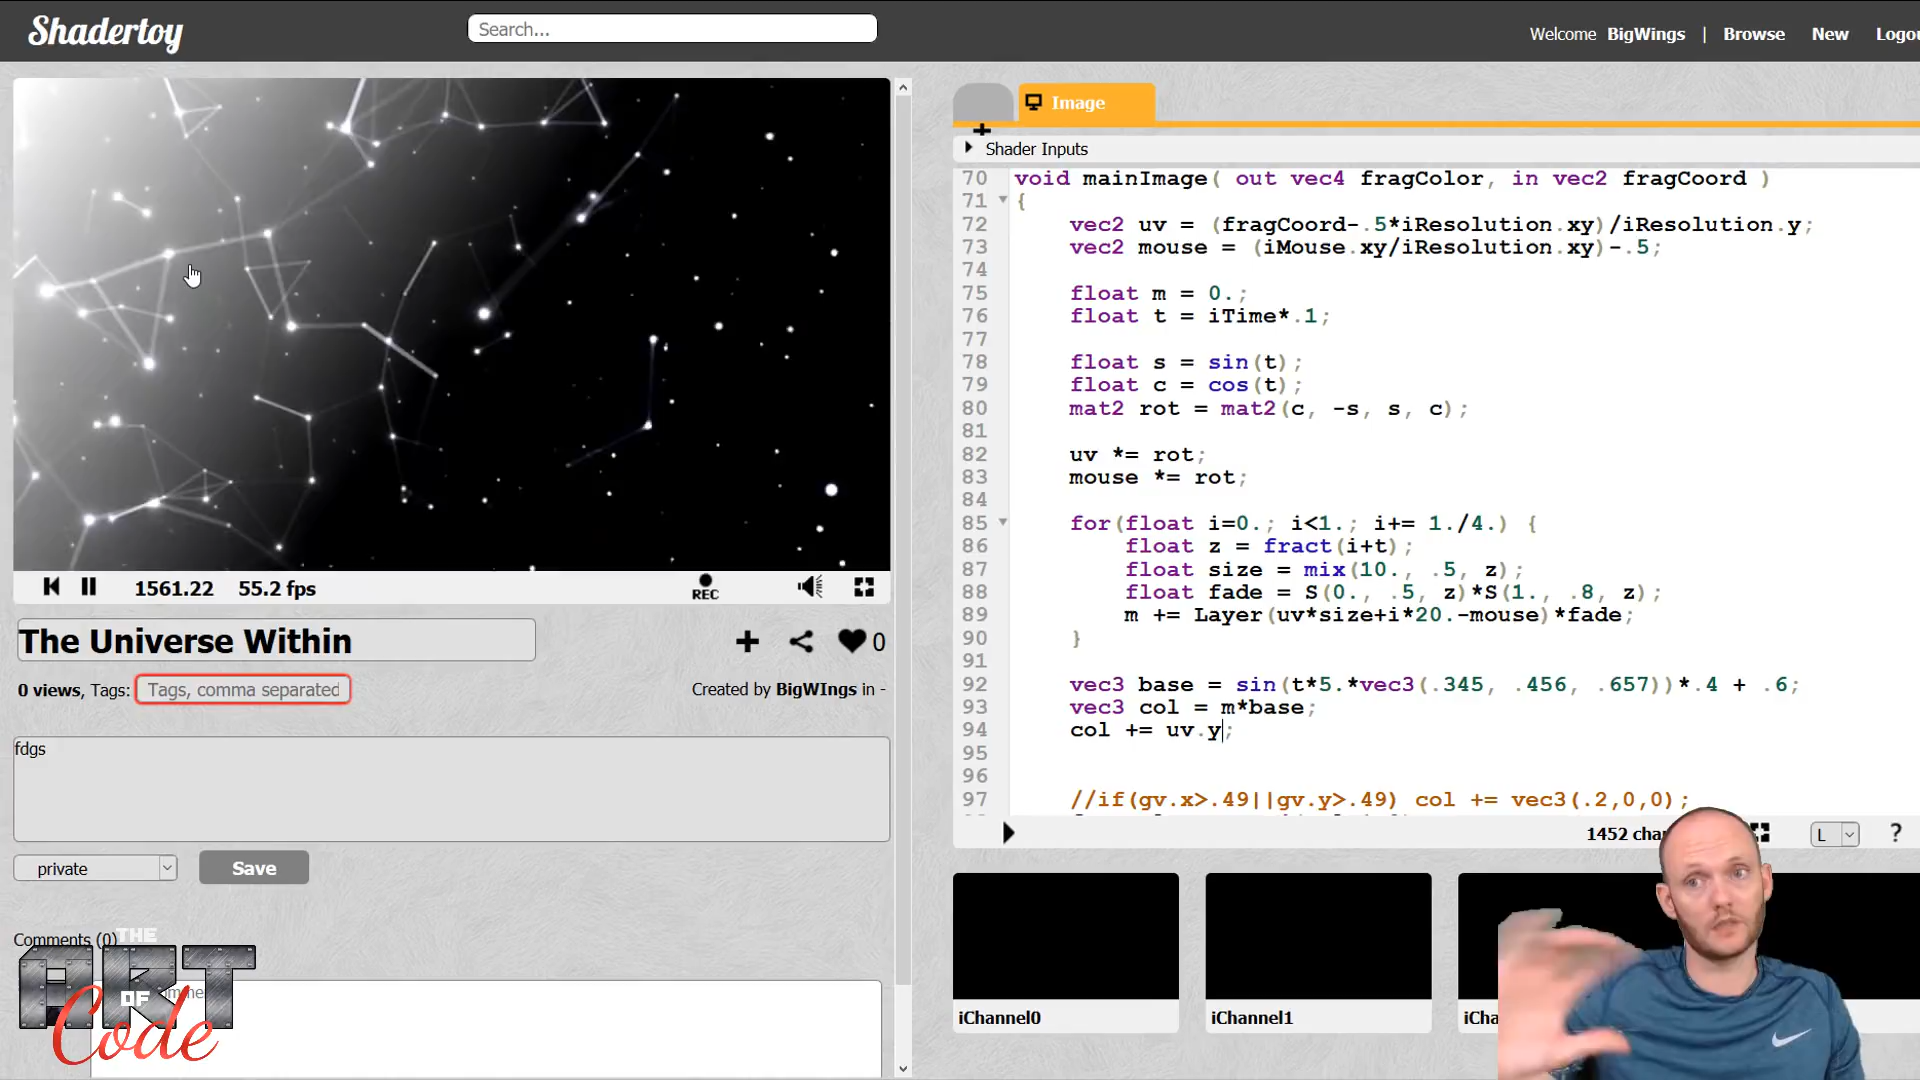 Shadertoy
Search...
Welcome BigWings | Browse New Logou
+
Image
Shader Inputs
70 void mainImage( out vec4 fragColor, in vec2 fragCoord )
71 {
72 vec2 uv = (fragCoord-.5*iResolution.xy)/iResolution.y;
73 vec2 mouse = (iMouse.xy/iResolution.xy)-.5;
74
75 float m = 0.;
76 float t = iTime*.1;
77
78 float s = sin(t);
79 float c = cos(t);
80 mat2 rot = mat2(c, -s, s, c);
81
82 uv *= rot;
83 mouse *= rot;
84
85 for(float i=0.; i<1.; i+= 1./4.) {
86 float z = fract(i+t);
87 float size = mix(10., .5, z);
88 float fade = S(0., .5, z)*S(1., .8, z);
89 m += Layer(uv*size+i*20.-mouse)*fade;
90 }
91
92 vec3 base = sin(t*5.*vec3(.345, .456, .657))*.4 + .6;
93 vec3 col = m*base;
94 col += uv.y;
95
96
97 //if(gv.x>.49||gv.y>.49) col += vec3(.2,0,0);
1452 char
L
?
1561.22 55.2 fps
REC
The Universe Within
0
0 views, Tags: Tags, comma separated
Created by BigWIngs in -
fdgs
private
Save
Comments (0)
THE
ART
OF
Code
iChannel0
iChannel1
iCha